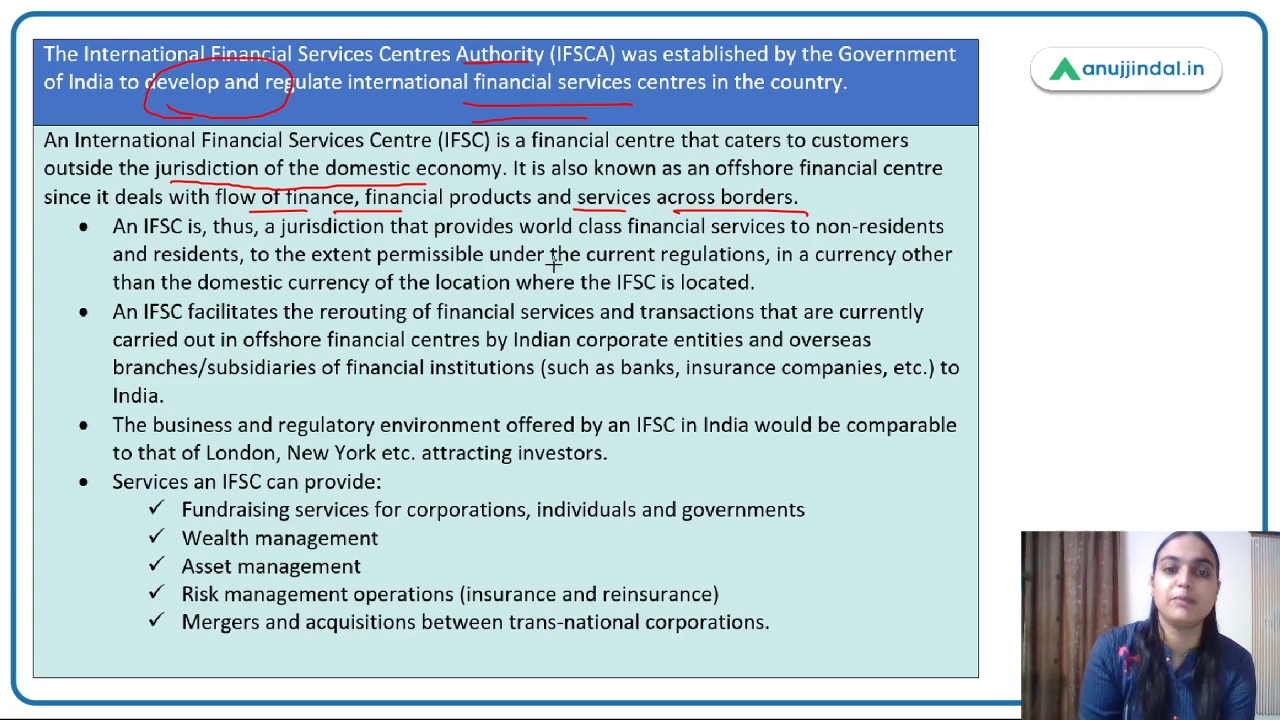 The International Financial Services Centres Authority (IFSCA) was established by the Government
of India to develop and regulate international financial services centres in the country.
anujjindal.in
An International Financial Services Centre (IFSC) is a financial centre that caters to customers
outside the jurisdiction of the domestic economy. It is also known as an offshore financial centre
since it deals with flow of finance, financial products and services across borders.
• An IFSC is, thus, a jurisdiction that provides world class financial services to non-residents
and residents, to the extent permissible under the current regulations, in a currency other
than the domestic currency of the location where the IFSC is located.
• An IFSC facilitates the rerouting of financial services and transactions that are currently
carried out in offshore financial centres by Indian corporate entities and overseas
branches/subsidiaries of financial institutions (such as banks, insurance companies, etc.) to
India.
• The business and regulatory environment offered by an IFSC in India would be comparable
to that of London, New York etc. attracting investors.
• Services an IFSC can provide:
✓ Fundraising services for corporations, individuals and governments
✓ Wealth management
✓ Asset management
✓ Risk management operations (insurance and reinsurance)
✓ Mergers and acquisitions between trans-national corporations.